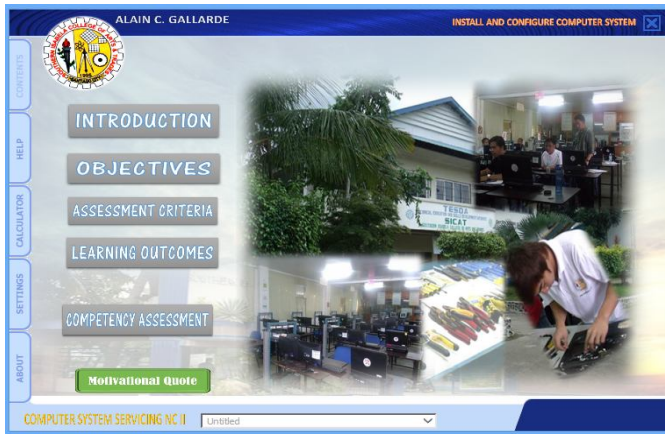 ALAIN C. GALLARDE
INSTALL AND CONFIGURE COMPUTER SYSTEM
CONTENTS
HELP
CALCULATOR
SETTINGS
ABOUT
INTRODUCTION
OBJECTIVES
ASSESSMENT CRITERIA
LEARNING OUTCOMES
COMPETENCY ASSESSMENT
Motivational Quote
TESDA
SICAT
COMPUTER SYSTEM SERVICING NC II
Untitled